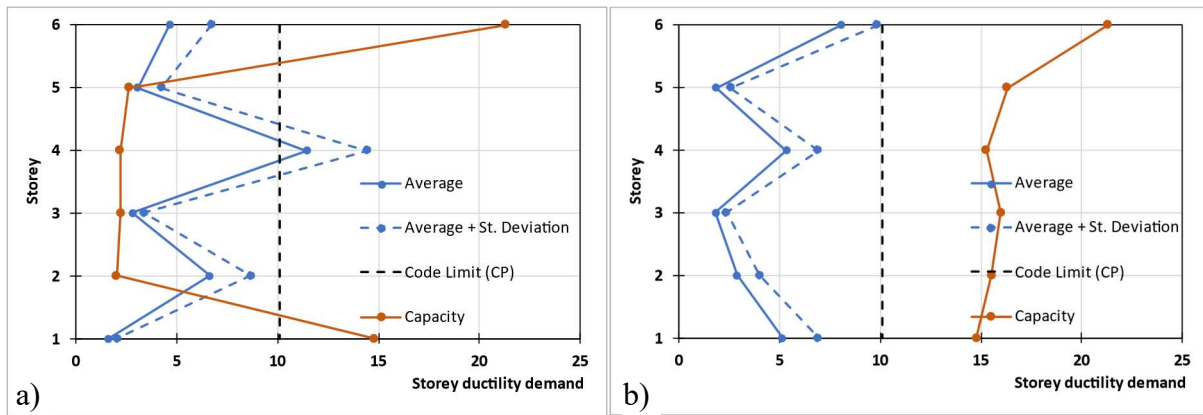 6
5
4
3
2
1
Storey
Average
Average + St. Deviation
Code Limit (CP)
Capacity
0 5 10 15 20 25
Storey ductility demand
a)
6
5
4
3
2
1
Storey
Average
Average + St. Deviation
Code Limit (CP)
Capacity
0 5 10 15 20 25
Storey ductility demand
b)